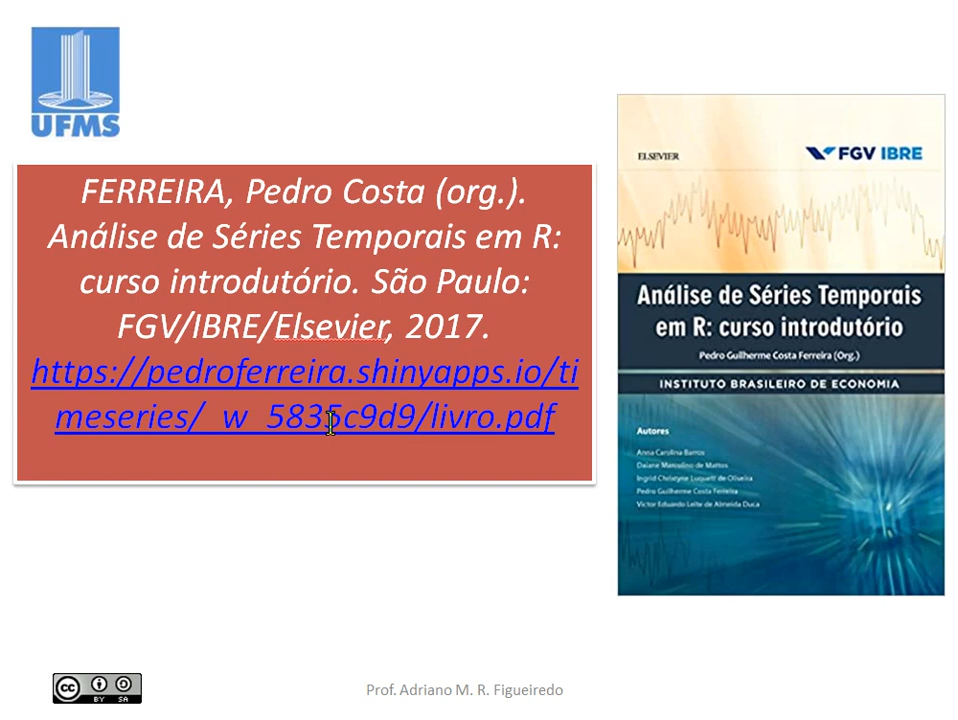 UFMS
FERREIRA, Pedro Costa (org.).
Análise de Séries Temporais em R:
curso introdutório. São Paulo:
FGV/IBRE/Elsevier, 2017.
https://pedroferreira.shinyapps.io/ti
meseries/_w_5835c9d9/livro.pdf
ELSEVIER
FGV IBRE
Análise de Séries Temporais
em R: curso introdutório
Pedro Guilherme Costa Ferreira (Org.)
INSTITUTO BRASILEIRO DE ECONOMIA
Autores
Anna Carolina Barros
Daiane Marcolino de Mattos
Ingrid Christyne Luquett de Oliveira
Pedro Guilherme Costa Ferreira
Victor Eduardo Leite de Almeida Duca
cc BY SA
Prof. Adriano M. R. Figueiredo